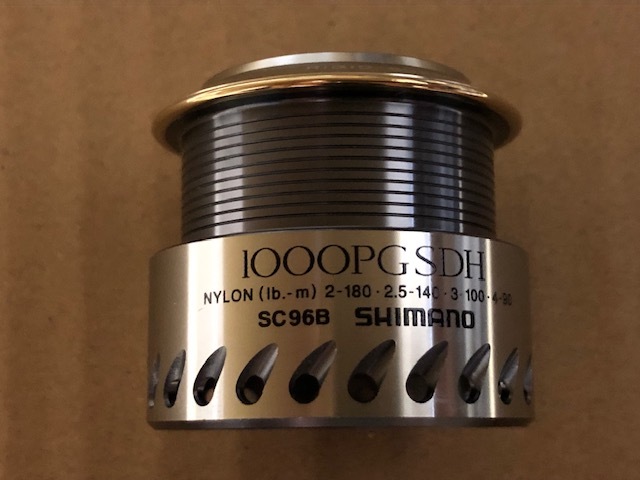 1000PGSDH
NYLON (lb.-m) 2-180·2.5-140·3-100·4-80
SC96B SHIMANO